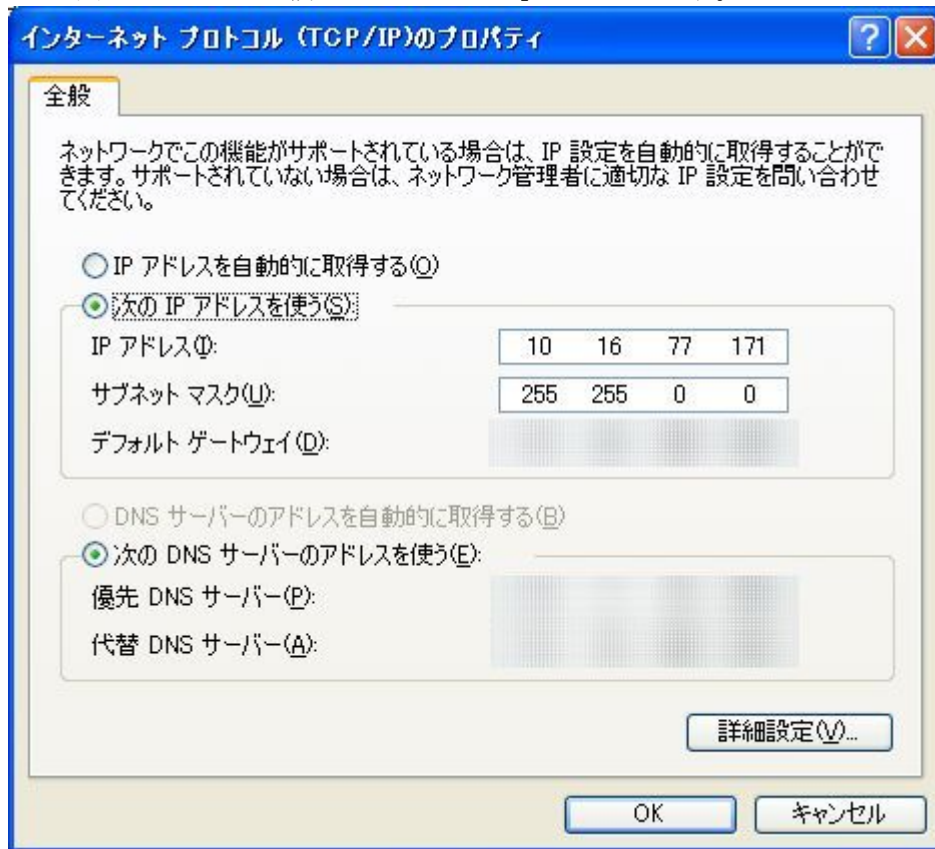 インターネット プロトコル (TCP/IP)のプロパティ
全般
ネットワークでこの機能がサポートされている場合は、IP 設定を自動的に取得することがで
きます。サポートされていない場合は、ネットワーク管理者に適切な IP 設定を問い合わせ
てください。
IP アドレスを自動的に取得する(O)
次の IP アドレスを使う(S):
IP アドレス(I): 10 16 77 171
サブネット マスク(U): 255 255 0 0
デフォルト ゲートウェイ(D):
DNS サーバーのアドレスを自動的に取得する(B)
次の DNS サーバーのアドレスを使う(E):
優先 DNS サーバー(P):
代替 DNS サーバー(A):
詳細設定(V)...
OK キャンセル